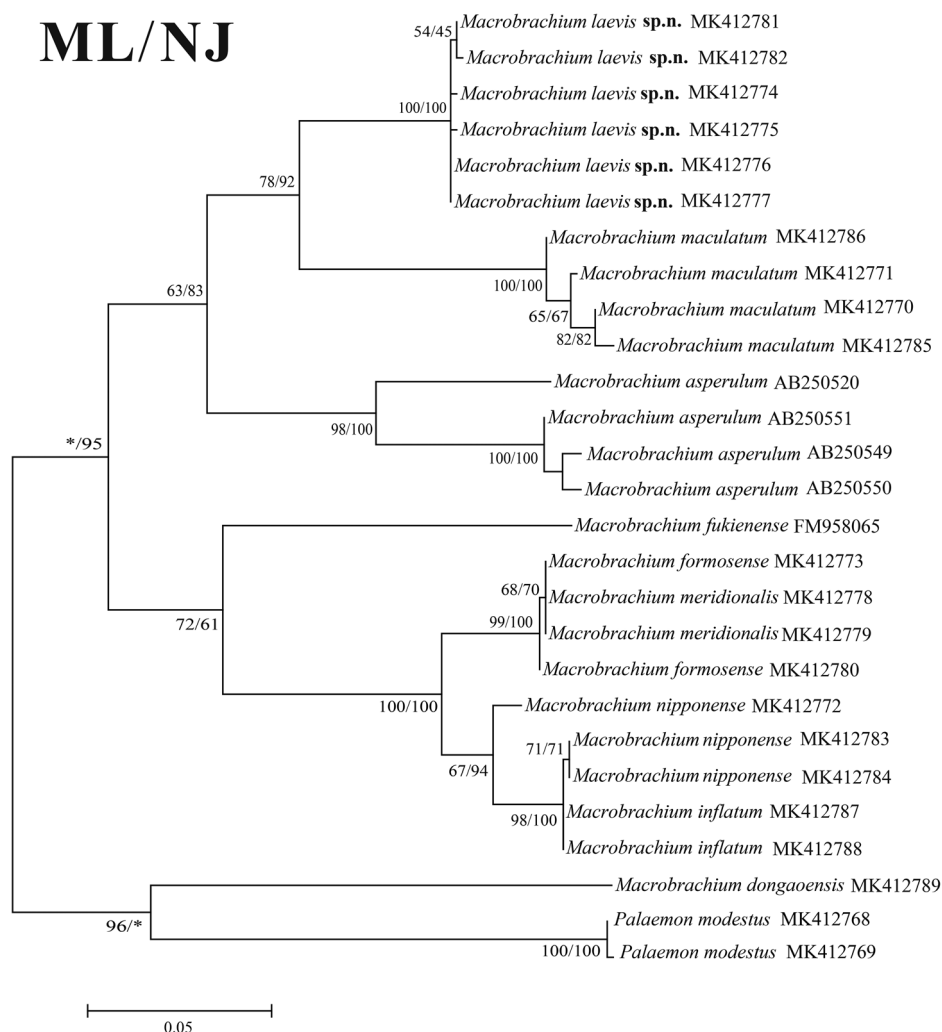 ML/NJ
Macrobrachium laevis sp.n. MK412781
54/45
Macrobrachium laevis sp.n. MK412782
Macrobrachium laevis sp.n. MK412774
100/100
Macrobrachium laevis sp.n. MK412775
Macrobrachium laevis sp.n. MK412776
78/92
Macrobrachium laevis sp.n. MK412777
Macrobrachium maculatum MK412786
Macrobrachium maculatum MK412771
100/100
63/83
Macrobrachium maculatum MK412770
65/67
82/82
Macrobrachium maculatum MK412785
Macrobrachium asperulum AB250520
Macrobrachium asperulum AB250551
98/100
*/95
Macrobrachium asperulum AB250549
100/100
Macrobrachium asperulum AB250550
Macrobrachium fukienense FM958065
Macrobrachium formosense MK412773
68/70
Macrobrachium meridionalis MK412778
99/100
72/61
Macrobrachium meridionalis MK412779
Macrobrachium formosense MK412780
100/100
Macrobrachium nipponense MK412772
Macrobrachium nipponense MK412783
71/71
67/94
Macrobrachium nipponense MK412784
Macrobrachium inflatum MK412787
98/100
Macrobrachium inflatum MK412788
Macrobrachium dongaoensis MK412789
96/*
Palaemon modestus MK412768
100/100
Palaemon modestus MK412769
0.05